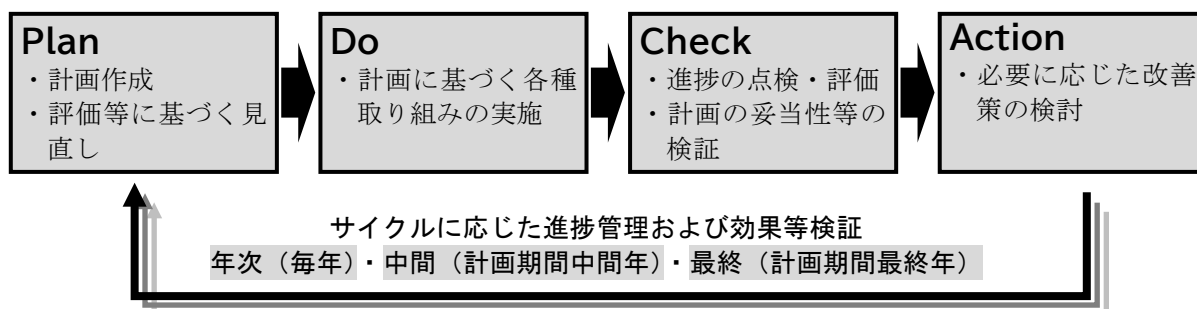 Plan
・計画作成
・評価等に基づく見
直し
Do
・計画に基づく各種
取り組みの実施
Check
・進捗の点検・評価
・計画の妥当性等の
検証
Action
・必要に応じた改善
策の検討
サイクルに応じた進捗管理および効果等検証
年次（毎年）・中間（計画期間中間年）・最終（計画期間最終年）